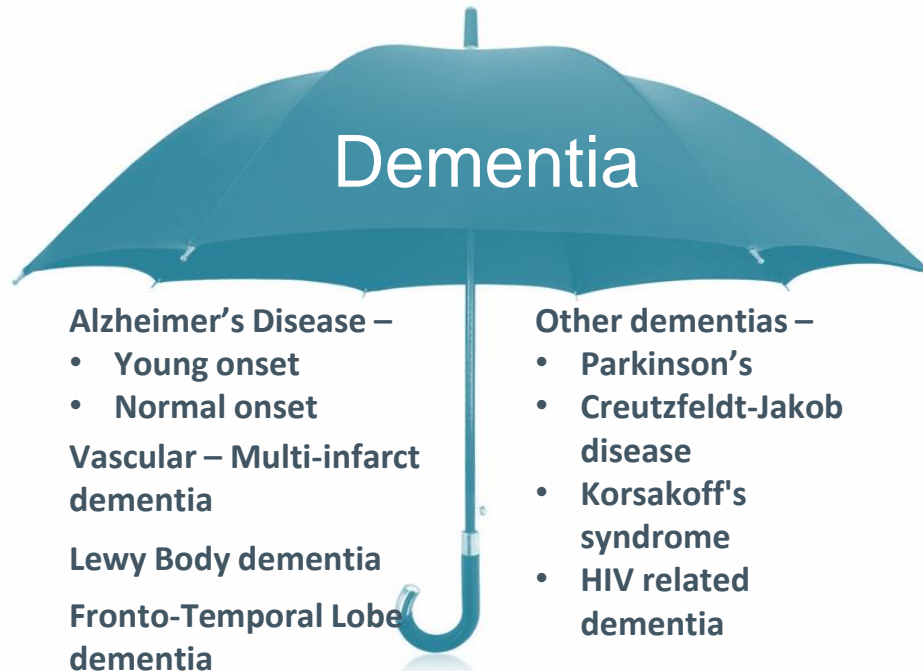 Dementia
Alzheimer’s Disease –
• Young onset
• Normal onset
Vascular – Multi-infarct
dementia
Lewy Body dementia
Fronto-Temporal Lobe
dementia
Other dementias –
• Parkinson’s
• Creutzfeldt-Jakob
disease
• Korsakoff's
syndrome
• HIV related
dementia